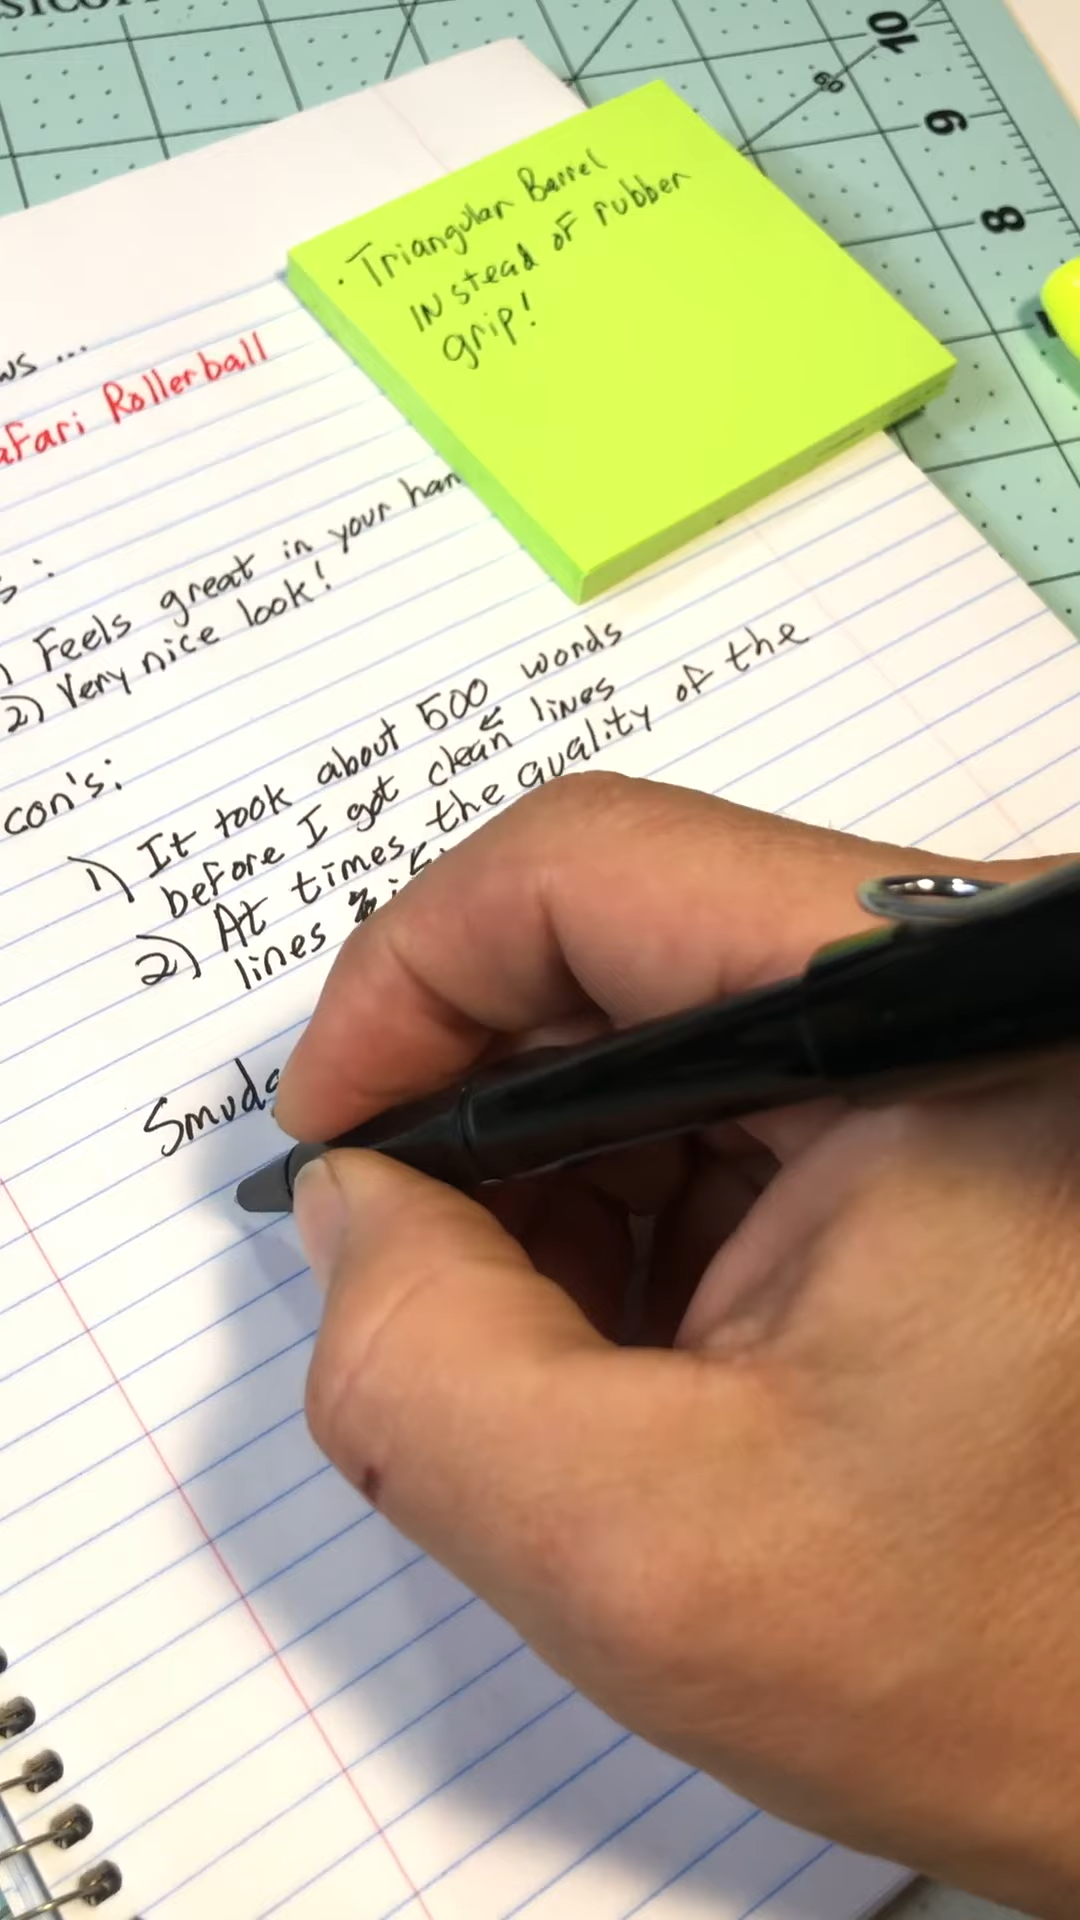 10
60
9
8
· Triangular Barrel
INstead of rubber
grip!
ws ...
afari Rollerball
s:
1) Feels great in your han
2) Very nice look!
con's:
1) It took about 500 words
before I got clean lines
2) At times the quality of the
lines
Smudg